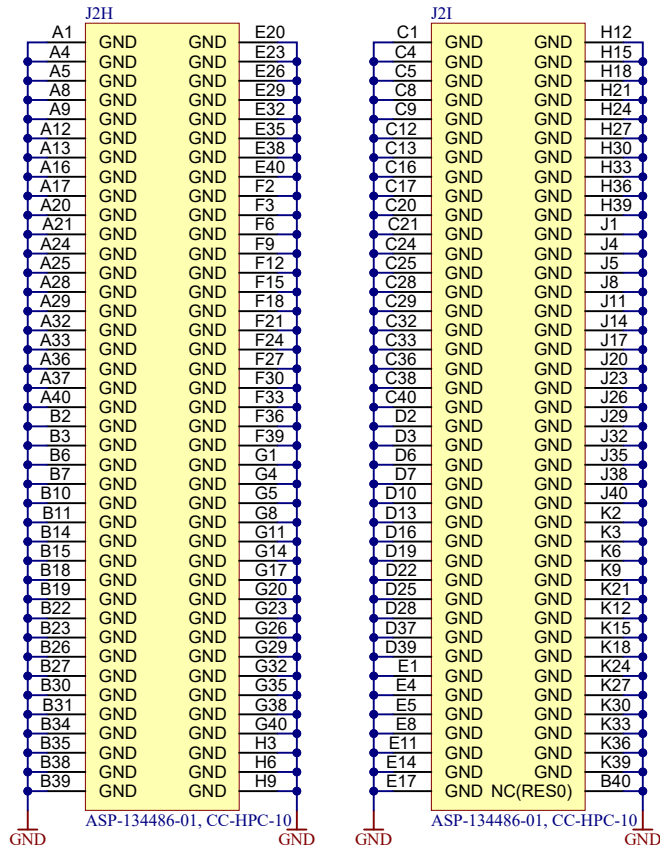 J2H
A1 GND GND E20
A4 GND GND E23
A5 GND GND E26
A8 GND GND E29
A9 GND GND E32
A12 GND GND E35
A13 GND GND E38
A16 GND GND E40
A17 GND GND F2
A20 GND GND F3
A21 GND GND F6
A24 GND GND F9
A25 GND GND F12
A28 GND GND F15
A29 GND GND F18
A32 GND GND F21
A33 GND GND F24
A36 GND GND F27
A37 GND GND F30
A40 GND GND F33
B2 GND GND F36
B3 GND GND F39
B6 GND GND G1
B7 GND GND G4
B10 GND GND G5
B11 GND GND G8
B14 GND GND G11
B15 GND GND G14
B18 GND GND G17
B19 GND GND G20
B22 GND GND G23
B23 GND GND G26
B26 GND GND G29
B27 GND GND G32
B30 GND GND G35
B31 GND GND G38
B34 GND GND G40
B35 GND GND H3
B38 GND GND H6
B39 GND GND H9
ASP-134486-01, CC-HPC-10
GND GND
J2I
C1 GND GND H12
C4 GND GND H15
C5 GND GND H18
C8 GND GND H21
C9 GND GND H24
C12 GND GND H27
C13 GND GND H30
C16 GND GND H33
C17 GND GND H36
C20 GND GND H39
C21 GND GND J1
C24 GND GND J4
C25 GND GND J5
C28 GND GND J8
C29 GND GND J11
C32 GND GND J14
C33 GND GND J17
C36 GND GND J20
C38 GND GND J23
C40 GND GND J26
D2 GND GND J29
D3 GND GND J32
D6 GND GND J35
D7 GND GND J38
D10 GND GND J40
D13 GND GND K2
D16 GND GND K3
D19 GND GND K6
D22 GND GND K9
D25 GND GND K21
D28 GND GND K12
D37 GND GND K15
D39 GND GND K18
E1 GND GND K24
E4 GND GND K27
E5 GND GND K30
E8 GND GND K33
E11 GND GND K36
E14 GND GND K39
E17 GND NC(RES0) B40
ASP-134486-01, CC-HPC-10
GND GND